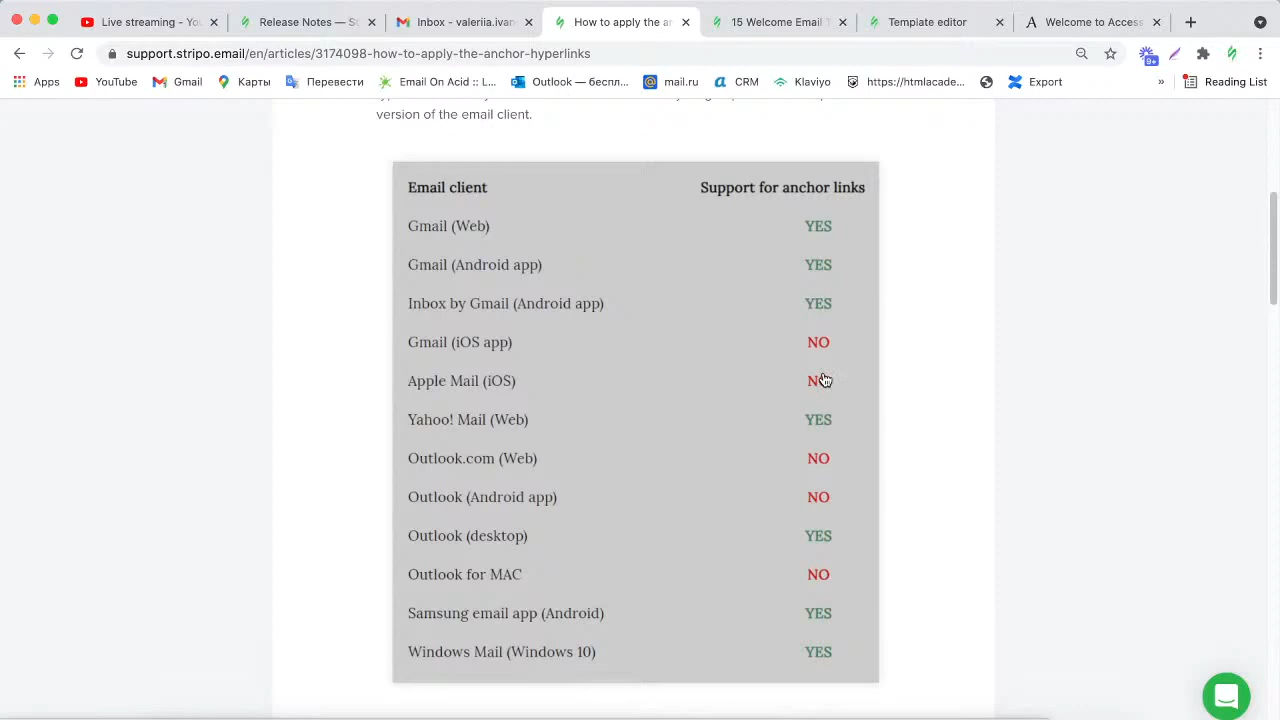 Live streaming - Yo
Release Notes — S
Inbox - valeriia.ivan
How to apply the a
15 Welcome Email T
Template editor
Welcome to Access
support.stripo.email/en/articles/3174098-how-to-apply-the-anchor-hyperlinks
9+
Apps YouTube Gmail Карты Перевести Email On Acid :: L... Outlook — беспл... mail.ru CRM Klaviyo https://htmlacade... Export » Reading List
version of the email client.
Email client Support for anchor links
Gmail (Web) YES
Gmail (Android app) YES
Inbox by Gmail (Android app) YES
Gmail (iOS app) NO
Apple Mail (iOS)
Yahoo! Mail (Web) YES
Outlook.com (Web) NO
Outlook (Android app) NO
Outlook (desktop) YES
Outlook for MAC NO
Samsung email app (Android) YES
Windows Mail (Windows 10) YES